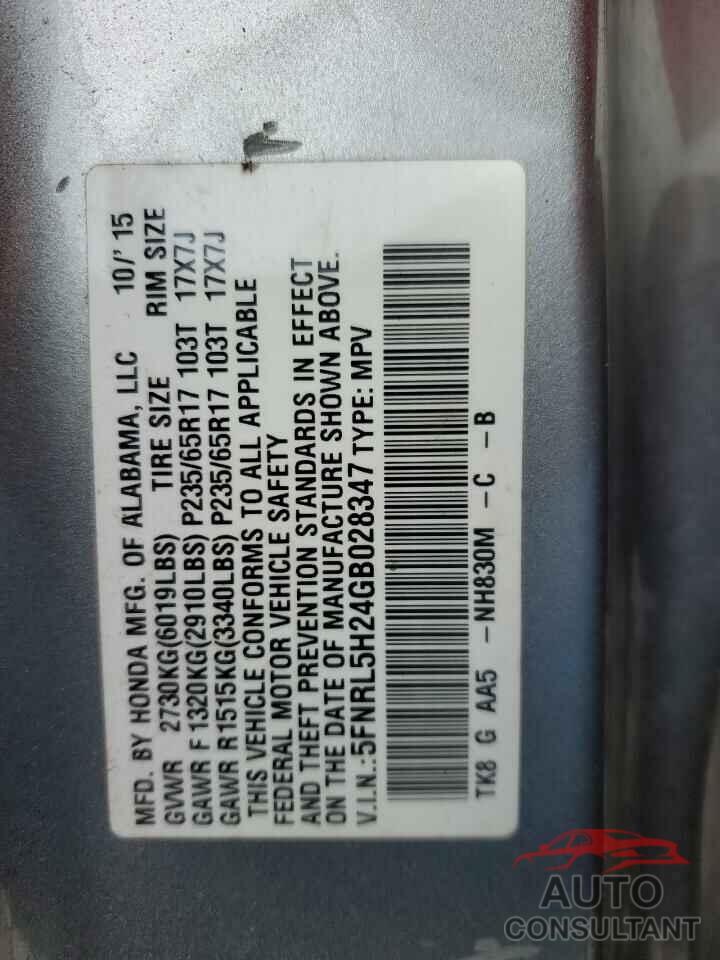 MFD. BY HONDA MFG. OF ALABAMA, LLC 10/' 15
GVWR 2730KG(6019LBS) TIRE SIZE RIM SIZE
GAWR F 1320KG(2910LBS) P235/65R17 103T 17X7J
GAWR R1515KG(3340LBS) P235/65R17 103T 17X7J
THIS VEHICLE CONFORMS TO ALL APPLICABLE
FEDERAL MOTOR VEHICLE SAFETY
AND THEFT PREVENTION STANDARDS IN EFFECT
ON THE DATE OF MANUFACTURE SHOWN ABOVE.
V.I.N.:5FNRL5H24GB028347 TYPE: MPV
TK8 G AA5 -NH830M -C -B
AUTO
CONSULTANT